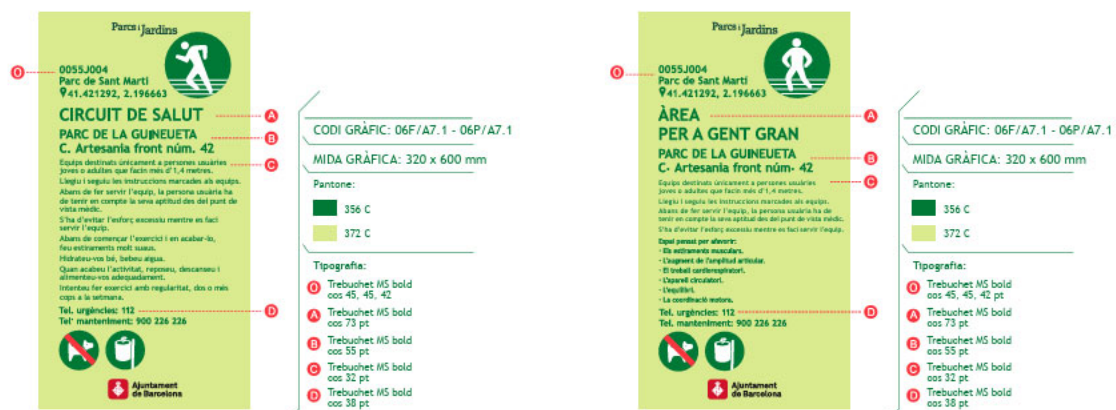 Parcs i Jardins
O
0055J004
Parc de Sant Martí
41.421292, 2.196663
CIRCUIT DE SALUT
A
PARC DE LA GUINEUETA
B
C. Artesania front núm. 42
Equips destinats únicament a persones usuàries
C
joves o adultes que facin més d'1,4 metres.
Llegiu i seguiu les instruccions marcades als equips.
Abans de fer servir l'equip, la persona usuària ha
de tenir en compte la seva aptitud des del punt de
vista mèdic.
S'ha d'evitar l'esforç excessiu mentre es faci
servir l'equip.
Abans de començar l'exercici i en acabar-lo,
feu estiraments molt suaus.
Hidrateu-vos bé, bebeu aigua.
Quan acabeu l'activitat, reposeu, descanseu i
alimenteu-vos adequadament.
Intenteu fer exercici amb regularitat, dos o més
cops a la setmana.
Tel. urgències: 112
D
Tel· manteniment: 900 226 226
Ajuntament
de Barcelona
CODI GRÀFIC: 06F/A7.1 - 06P/A7.1
MIDA GRÀFICA: 320 x 600 mm
Pantone:
356 C
372 C
Tipografia:
O Trebuchet MS bold
cos 45, 45, 42
A Trebuchet MS bold
cos 73 pt
B Trebuchet MS bold
cos 55 pt
C Trebuchet MS bold
cos 32 pt
D Trebuchet MS bold
cos 38 pt
Parcs i Jardins
O
0055J004
Parc de Sant Martí
41.421292, 2.196663
ÀREA
A
PER A GENT GRAN
PARC DE LA GUINEUETA
B
C· Artesania front núm· 42
Equips destinats únicament a persones usuàries
C
joves o adultes que facin més d'1,4 metres.
Llegiu i seguiu les instruccions marcades als equips.
Abans de fer servir l'equip, la persona usuària ha de
tenir en compte la seva aptitud des del punt de vista mèdic.
S'ha d'evitar l'esforç excessiu mentre es faci servir l'equip.
Espai pensat per afavorir:
- Els estiraments musculars.
- L'augment de l'amplitud articular.
- El treball cardiorespiratori.
- L'aparell circulatori.
- L'equilibri.
- La coordinació motora.
Tel. urgències: 112
D
Tel. manteniment: 900 226 226
Ajuntament
de Barcelona
CODI GRÀFIC: 06F/A7.1 - 06P/A7.1
MIDA GRÀFICA: 320 x 600 mm
Pantone:
356 C
372 C
Tipografia:
O Trebuchet MS bold
cos 45, 45, 42 pt
A Trebuchet MS bold
cos 73 pt
B Trebuchet MS bold
cos 55 pt
C Trebuchet MS bold
cos 32 pt
D Trebuchet MS bold
cos 38 pt